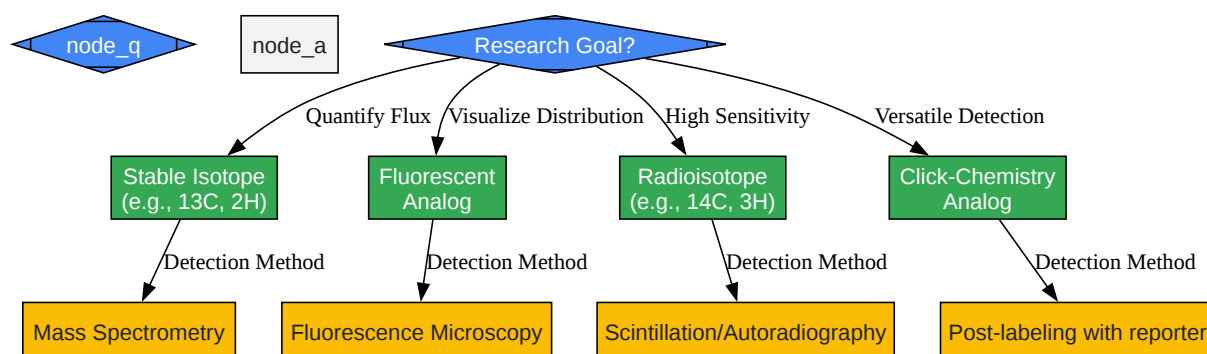 node_q
node_a
Research Goal?
Quantify Flux
Visualize Distribution
High Sensitivity
Versatile Detection
Stable Isotope
(e.g., 13C, 2H)
Fluorescent
Analog
Radioisotope
(e.g., 14C, 3H)
Click-Chemistry
Analog
Detection Method
Detection Method
Detection Method
Detection Method
Mass Spectrometry
Fluorescence Microscopy
Scintillation/Autoradiography
Post-labeling with reporter